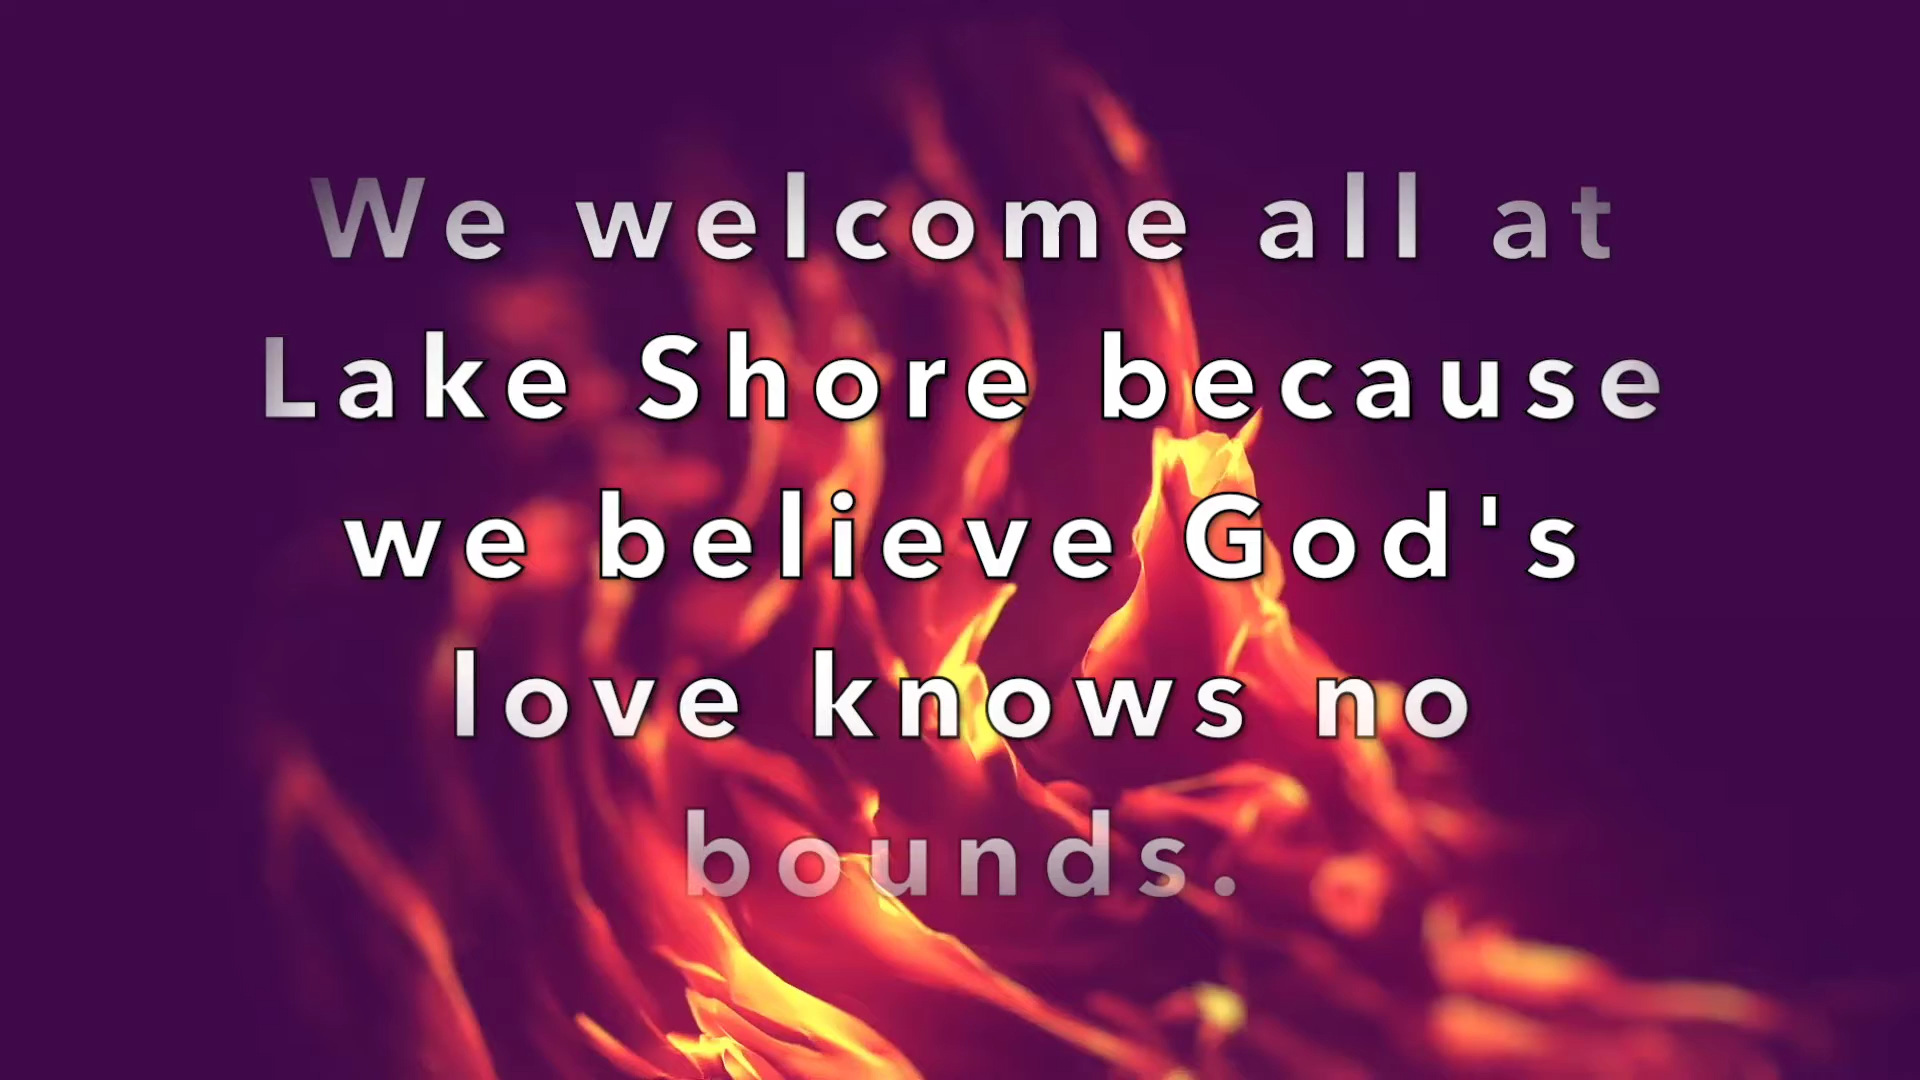 We welcome all at
Lake Shore because
we believe God's
love knows no
bounds.